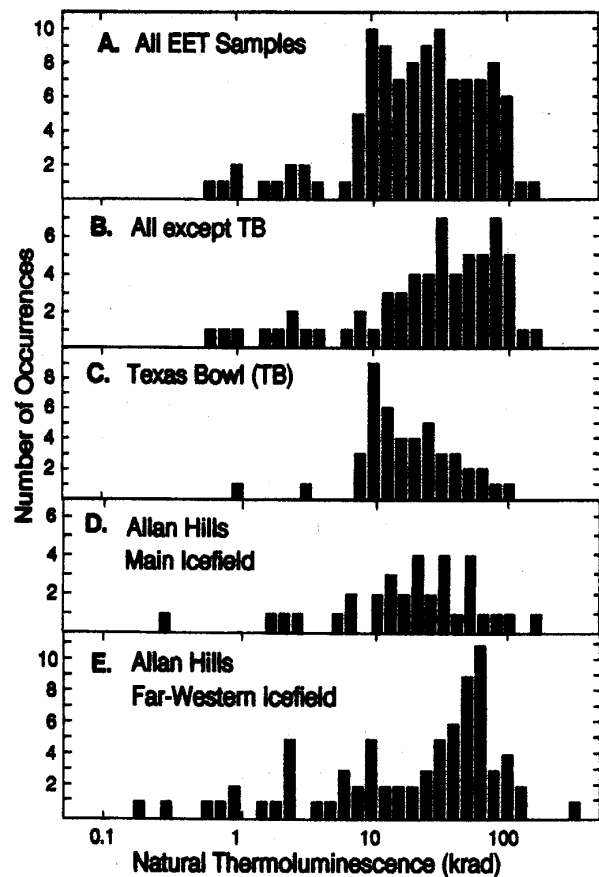 Number of Occurrences
A. All EET Samples
10
8
6
4
2
B. All except TB
6
4
2
C. Texas Bowl (TB)
8
6
4
2
D. Allan Hills
Main Icefield
6
4
2
E. Allan Hills
Far-Western Icefield
10
8
6
4
2
0.1 1 10 100
Natural Thermoluminescence (krad)